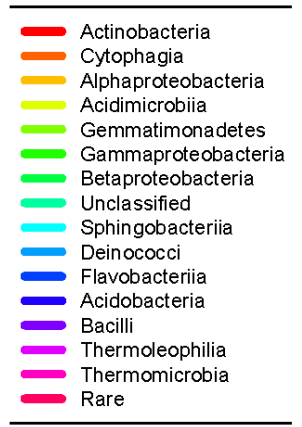 Actinobacteria
Cytophagia
Alphaproteobacteria
Acidimicrobiia
Gemmatimonadetes
Gammaproteobacteria
Betaproteobacteria
Unclassified
Sphingobacteriia
Deinococci
Flavobacteriia
Acidobacteria
Bacilli
Thermoleophilia
Thermomicrobia
Rare